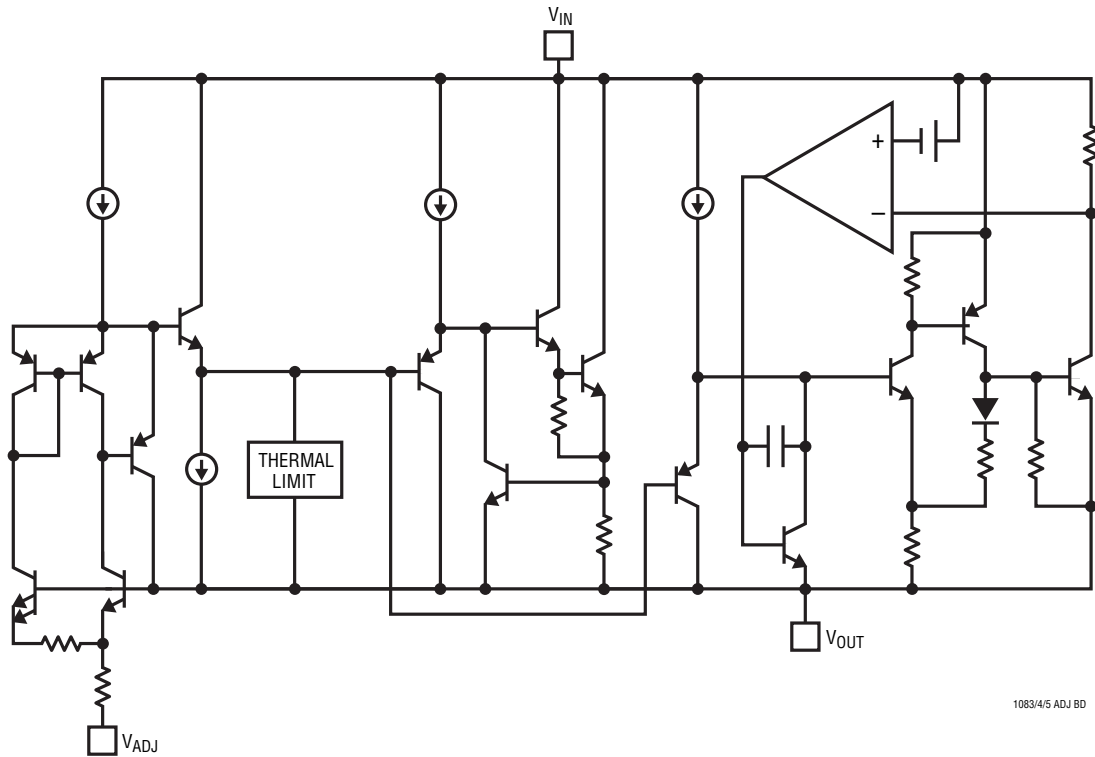 VIN
+
–
THERMAL
LIMIT
VOUT
1083/4/5 ADJ BD
VADJ